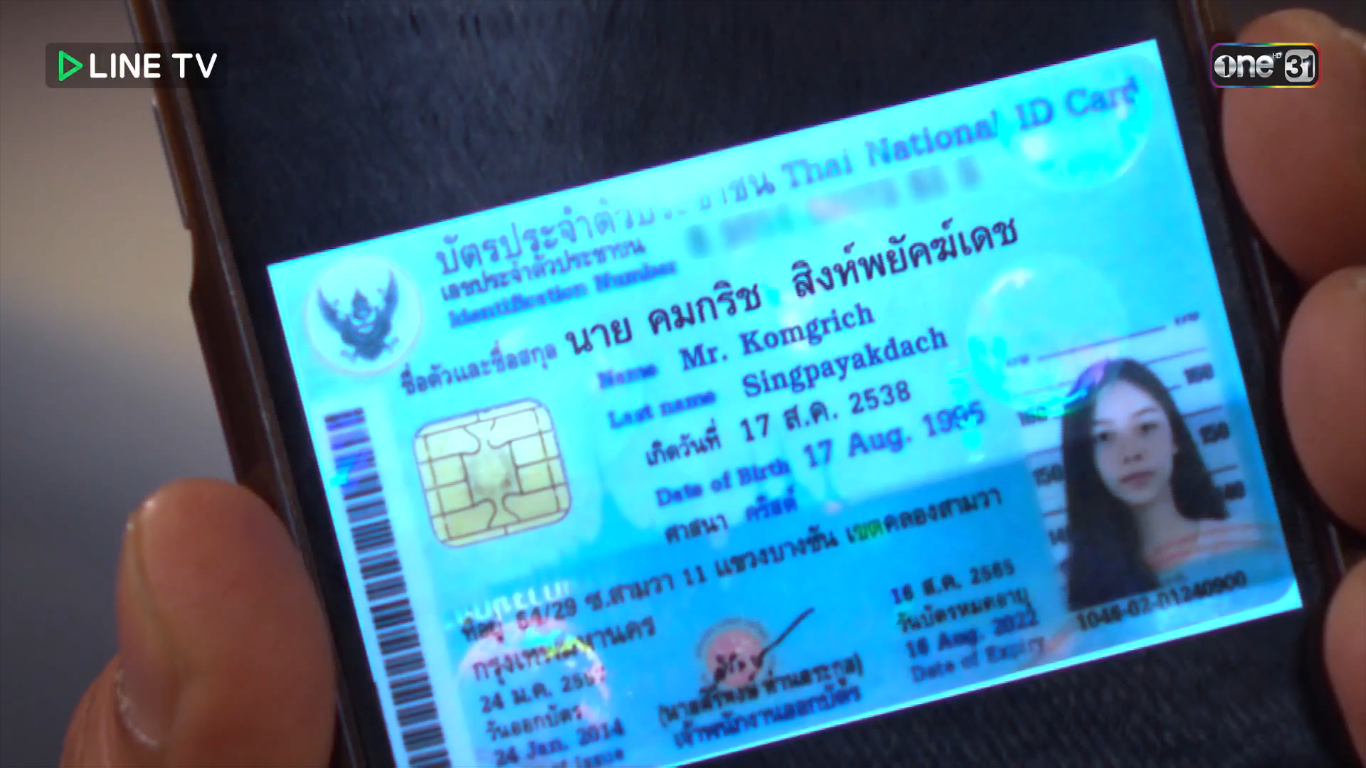 LINE TV
one 31
บัตรประจำตัวประชาชน Thai National ID Card
เลขประจำตัวประชาชน
Identification Number
ชื่อตัวและชื่อสกุล นาย คมกริช สิงห์พยัคฆ์เดช
Name Mr. Komgrich
Last name Singpayakdach
เกิดวันที่ 17 ส.ค. 2538
Date of Birth 17 Aug. 1995
ศาสนา คริสต์
ที่อยู่ 64/29 ซ.สามวา 11 แขวงบางชัน เขตคลองสามวา
กรุงเทพมหานคร
24 ม.ค.
วันออกบัตร
24 Jan. 2014
of Issue
เจ้าพนักงานออกบัตร
16 ส.ค. 2565
วันบัตรหมดอายุ
16 Aug. 2022
Date of Expiry
160
150
150
1046-02-01240900